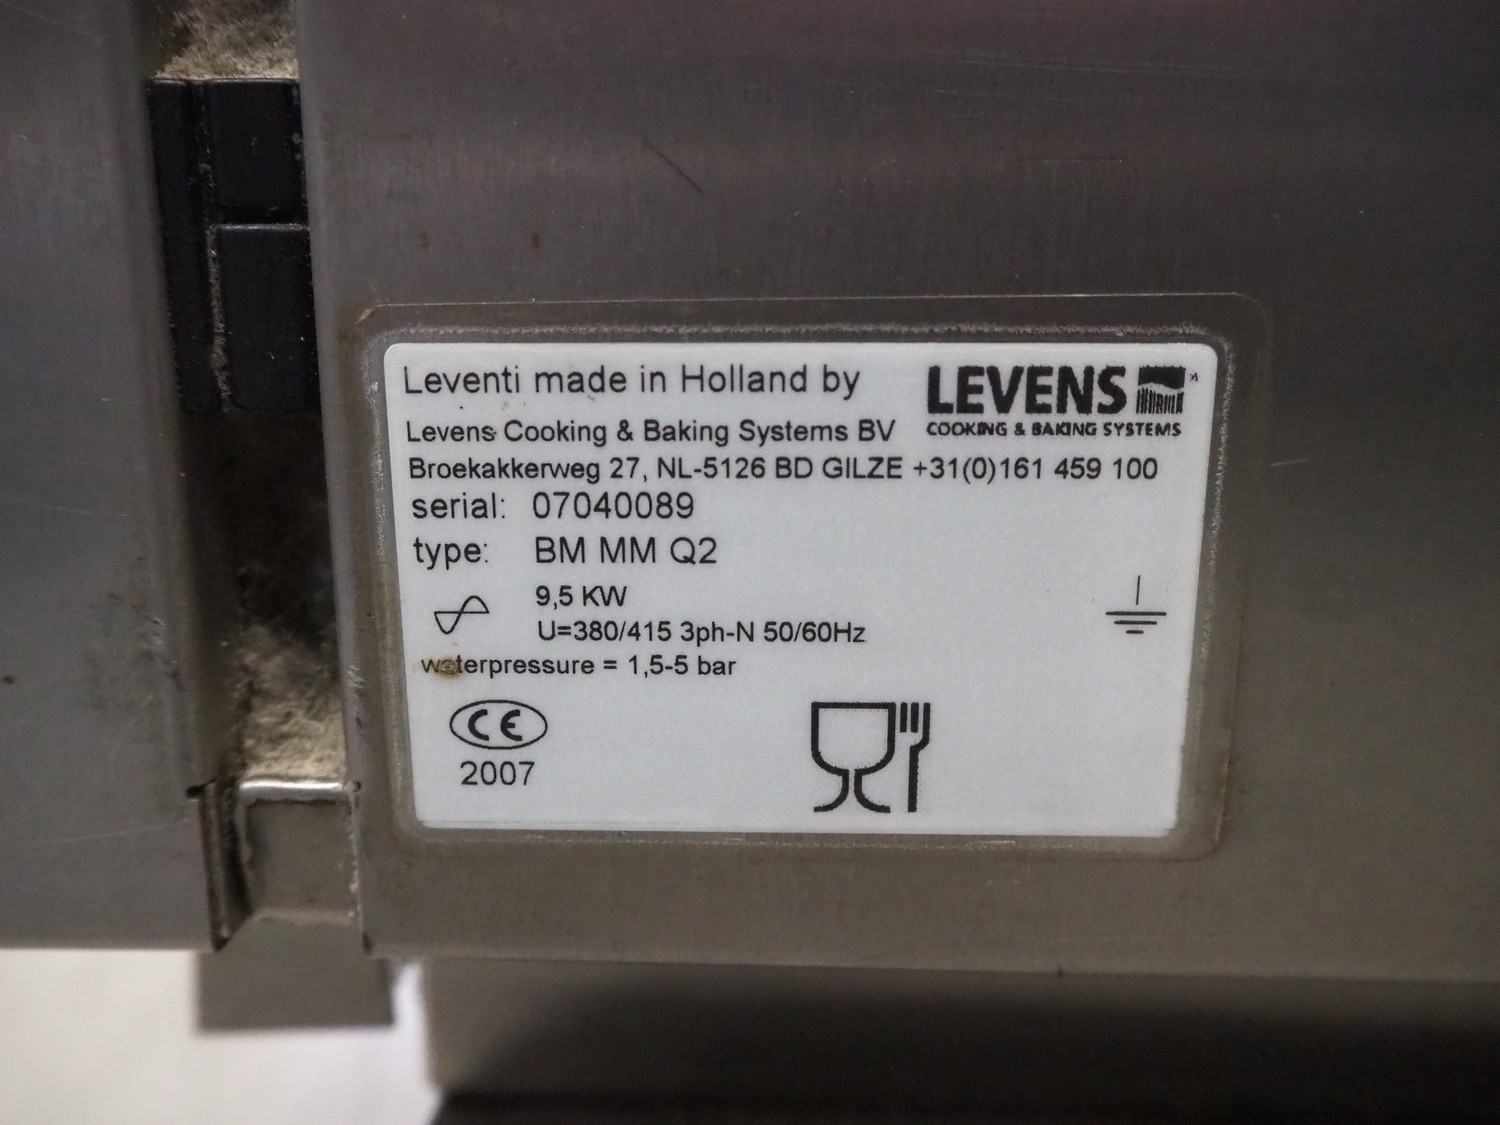 Leventi made in Holland by
LEVENS
COOKING & BAKING SYSTEMS
Levens Cooking & Baking Systems BV
Broekakkerweg 27, NL-5126 BD GILZE +31(0)161 459 100
serial: 07040089
type: BM MM Q2
9,5 KW
U=380/415 3ph-N 50/60Hz
waterpressure = 1,5-5 bar
CE
2007